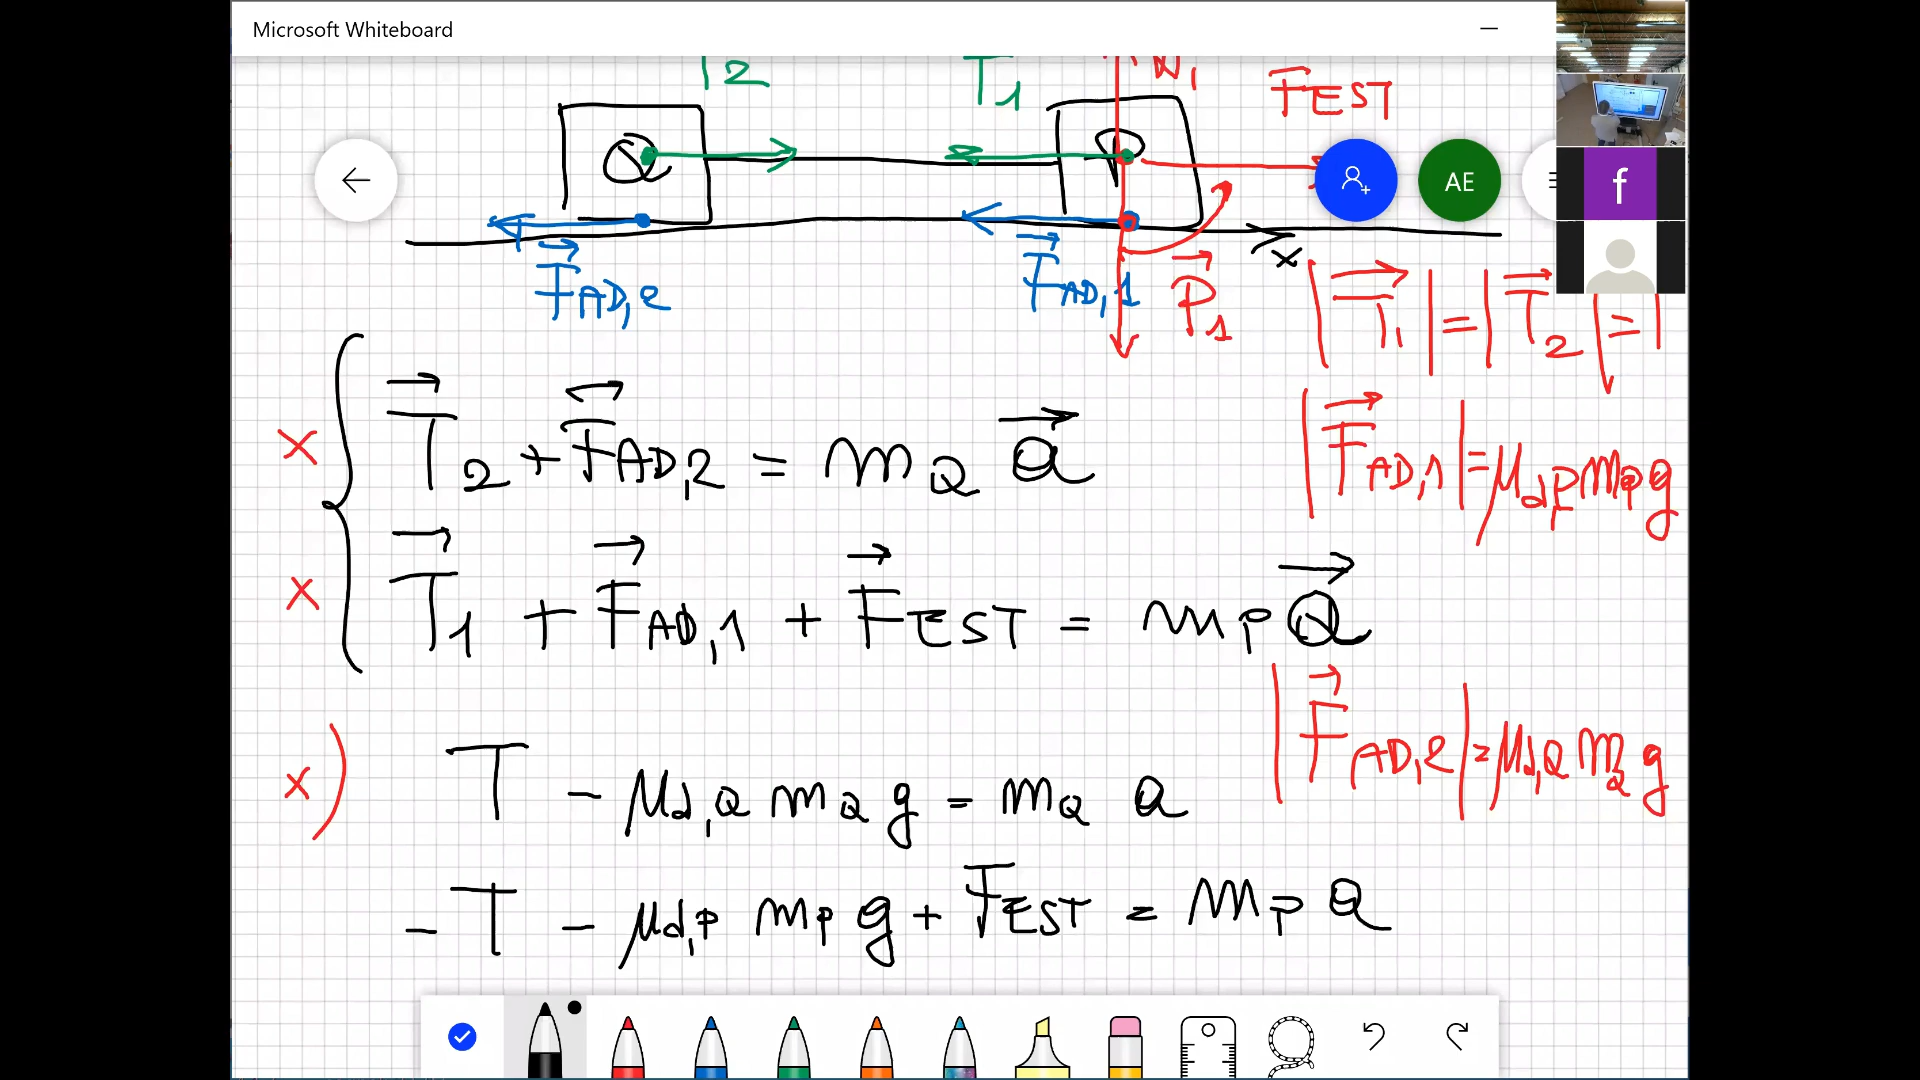 Microsoft Whiteboard
T2 T1 N1 FEST
Q P
AE f
x
FAD,2 FAD,1 P1
|T1| = |T2| = T
T2 + FAD,2 = mQ a
|FAD,1| = μd,P mP g
x
T1 + FAD,1 + FEST = mP a
x
|FAD,2| = μd,Q mQ g
x) T - μd,Q mQ g = mQ a
- T - μd,P mP g + FEST = mP a